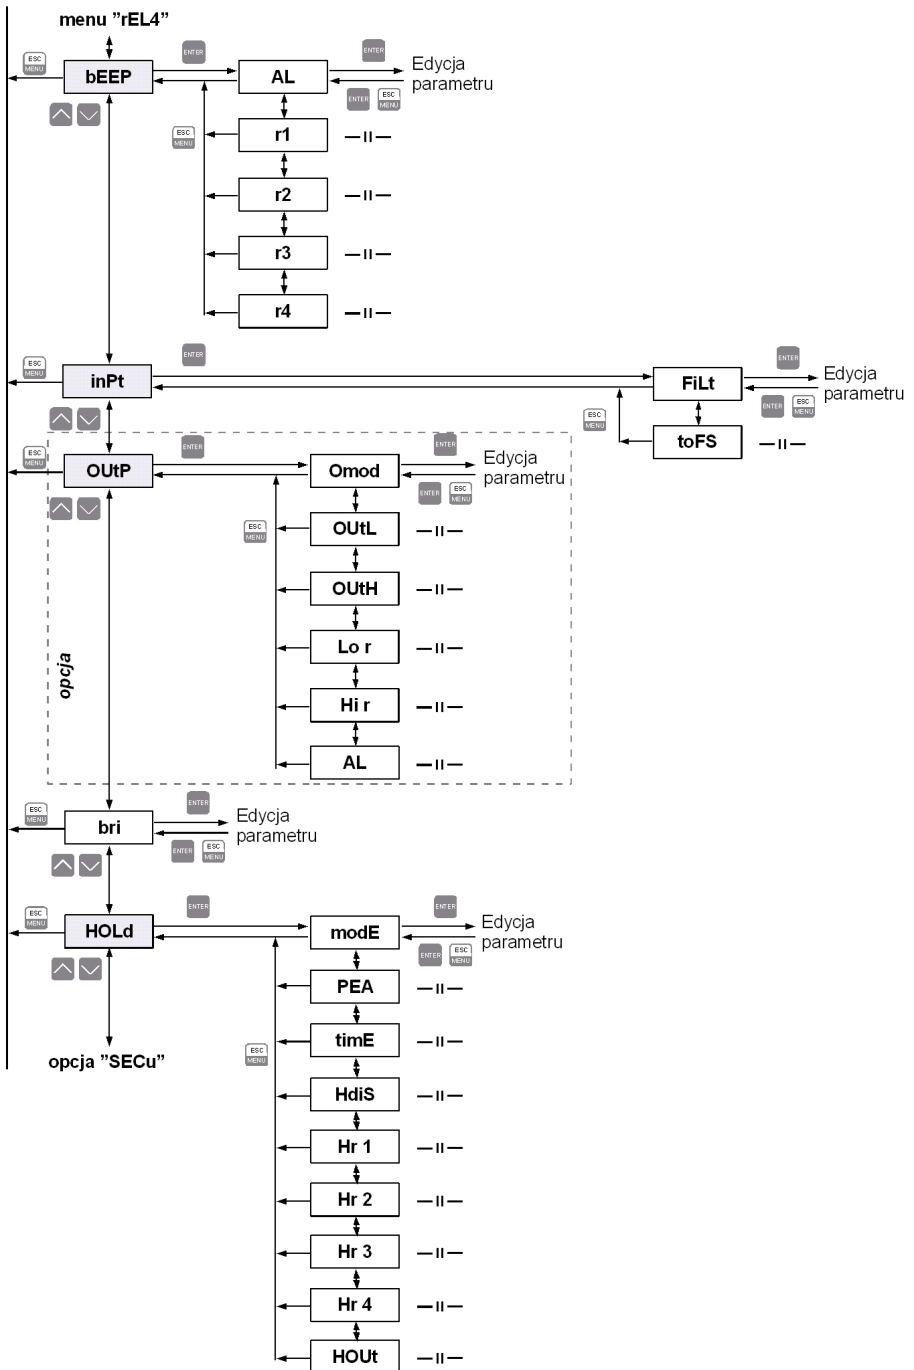 menu ”rEL4”
ESC
MENU
bEEP
ENTER
AL
ENTER
Edycja
parametru
ENTER
ESC
MENU
ESC
MENU
r1
—II—
r2
—II—
r3
—II—
r4
—II—
ESC
MENU
inPt
ENTER
FiLt
ENTER
Edycja
parametru
ENTER
ESC
MENU
ESC
MENU
toFS
—II—
ESC
MENU
OUtP
ENTER
Omod
ENTER
Edycja
parametru
ENTER
ESC
MENU
ESC
MENU
OUtL
—II—
OUtH
—II—
opcja
Lo r
—II—
Hi r
—II—
AL
—II—
ESC
MENU
bri
ENTER
Edycja
parametru
ENTER
ESC
MENU
ESC
MENU
HOLd
ENTER
modE
ENTER
Edycja
parametru
ENTER
ESC
MENU
PEA
—II—
opcja ”SECu”
ESC
MENU
timE
—II—
HdiS
—II—
Hr 1
—II—
Hr 2
—II—
Hr 3
—II—
Hr 4
—II—
HOUt
—II—